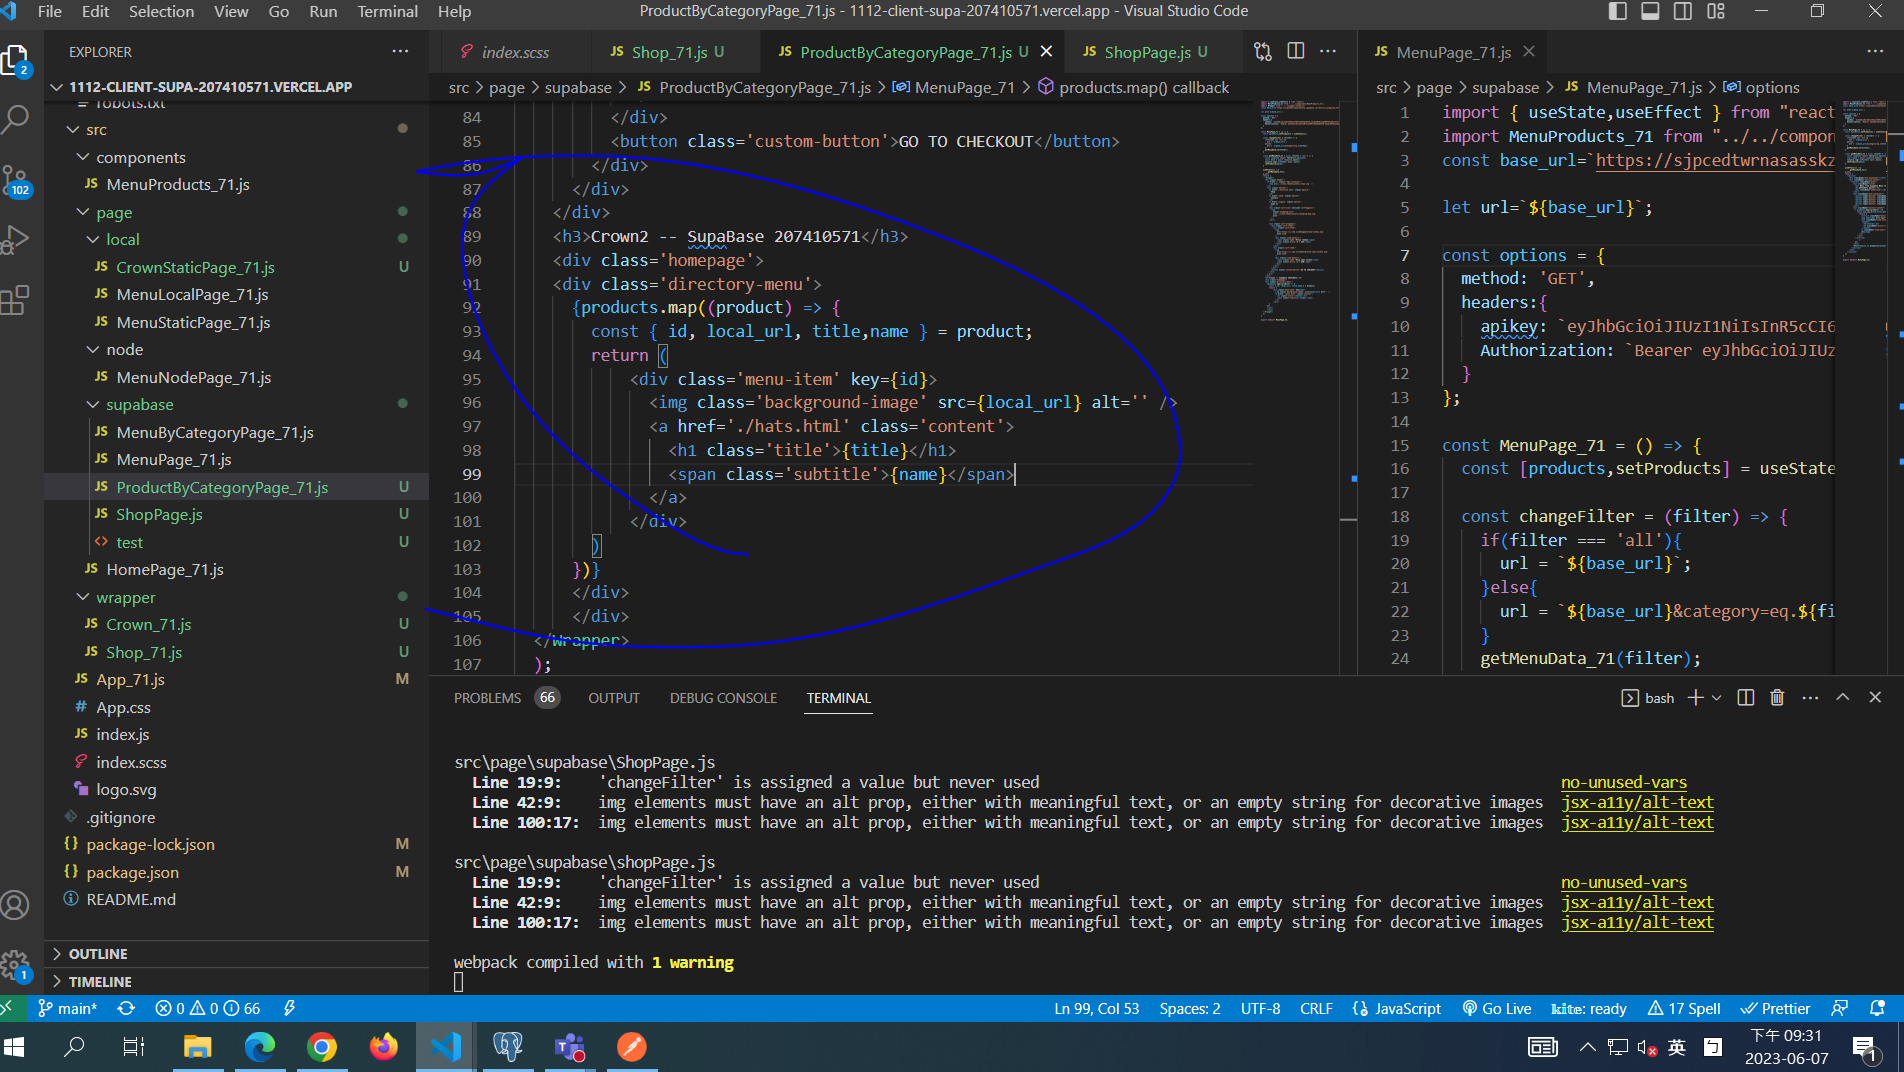 File Edit Selection View Go Run Terminal Help
ProductByCategoryPage_71.js - 1112-client-supa-207410571.vercel.app - Visual Studio Code
EXPLORER
1112-CLIENT-SUPA-207410571.VERCEL.APP
robots.txt
src
components
JS MenuProducts_71.js
page
local
JS CrownStaticPage_71.js U
JS MenuLocalPage_71.js
JS MenuStaticPage_71.js
node
JS MenuNodePage_71.js
supabase
JS MenuByCategoryPage_71.js
JS MenuPage_71.js
JS ProductByCategoryPage_71.js U
JS ShopPage.js U
<> test U
JS HomePage_71.js
wrapper
JS Crown_71.js U
JS Shop_71.js U
JS App_71.js M
# App.css
JS index.js
index.scss
logo.svg
.gitignore
{} package-lock.json M
{} package.json M
README.md
OUTLINE
TIMELINE
2
102
1
index.scss JS Shop_71.js U JS ProductByCategoryPage_71.js U JS ShopPage.js U
src > page > supabase > JS ProductByCategoryPage_71.js > MenuPage_71 > products.map() callback
84 </div>
85 <button class='custom-button'>GO TO CHECKOUT</button>
86 </div>
87 </div>
88 </div>
89 <h3>Crown2 -- SupaBase 207410571</h3>
90 <div class='homepage'>
91 <div class='directory-menu'>
92 {products.map((product) => {
93 const { id, local_url, title,name } = product;
94 return (
95 <div class='menu-item' key={id}>
96 <img class='background-image' src={local_url} alt='' />
97 <a href='./hats.html' class='content'>
98 <h1 class='title'>{title}</h1>
99 <span class='subtitle'>{name}</span>
100 </a>
101 </div>
102 )
103 })}
104 </div>
105 </div>
106 </Wrapper>
107 );
JS MenuPage_71.js
src > page > supabase > JS MenuPage_71.js > options
1 import { useState,useEffect } from "react
2 import MenuProducts_71 from "../../compon
3 const base_url=`https://sjpcedtwrnasasskz
4
5 let url=`${base_url}`;
6
7 const options = {
8 method: 'GET',
9 headers:{
10 apikey: `eyJhbGciOiJIUzI1NiIsInR5cCI6
11 Authorization: `Bearer eyJhbGciOiJIUz
12 }
13 };
14
15 const MenuPage_71 = () => {
16 const [products,setProducts] = useState
17
18 const changeFilter = (filter) => {
19 if(filter === 'all'){
20 url = `${base_url}`;
21 }else{
22 url = `${base_url}&category=eq.${fi
23 }
24 getMenuData_71(filter);
PROBLEMS 66 OUTPUT DEBUG CONSOLE TERMINAL
bash
src\page\supabase\ShopPage.js
Line 19:9: 'changeFilter' is assigned a value but never used no-unused-vars
Line 42:9: img elements must have an alt prop, either with meaningful text, or an empty string for decorative images jsx-a11y/alt-text
Line 100:17: img elements must have an alt prop, either with meaningful text, or an empty string for decorative images jsx-a11y/alt-text
src\page\supabase\shopPage.js
Line 19:9: 'changeFilter' is assigned a value but never used no-unused-vars
Line 42:9: img elements must have an alt prop, either with meaningful text, or an empty string for decorative images jsx-a11y/alt-text
Line 100:17: img elements must have an alt prop, either with meaningful text, or an empty string for decorative images jsx-a11y/alt-text
webpack compiled with 1 warning
main* 0 0 66 Ln 99, Col 53 Spaces: 2 UTF-8 CRLF {} JavaScript Go Live kite: ready 17 Spell Prettier
英 下午 09:31
2023-06-07
1